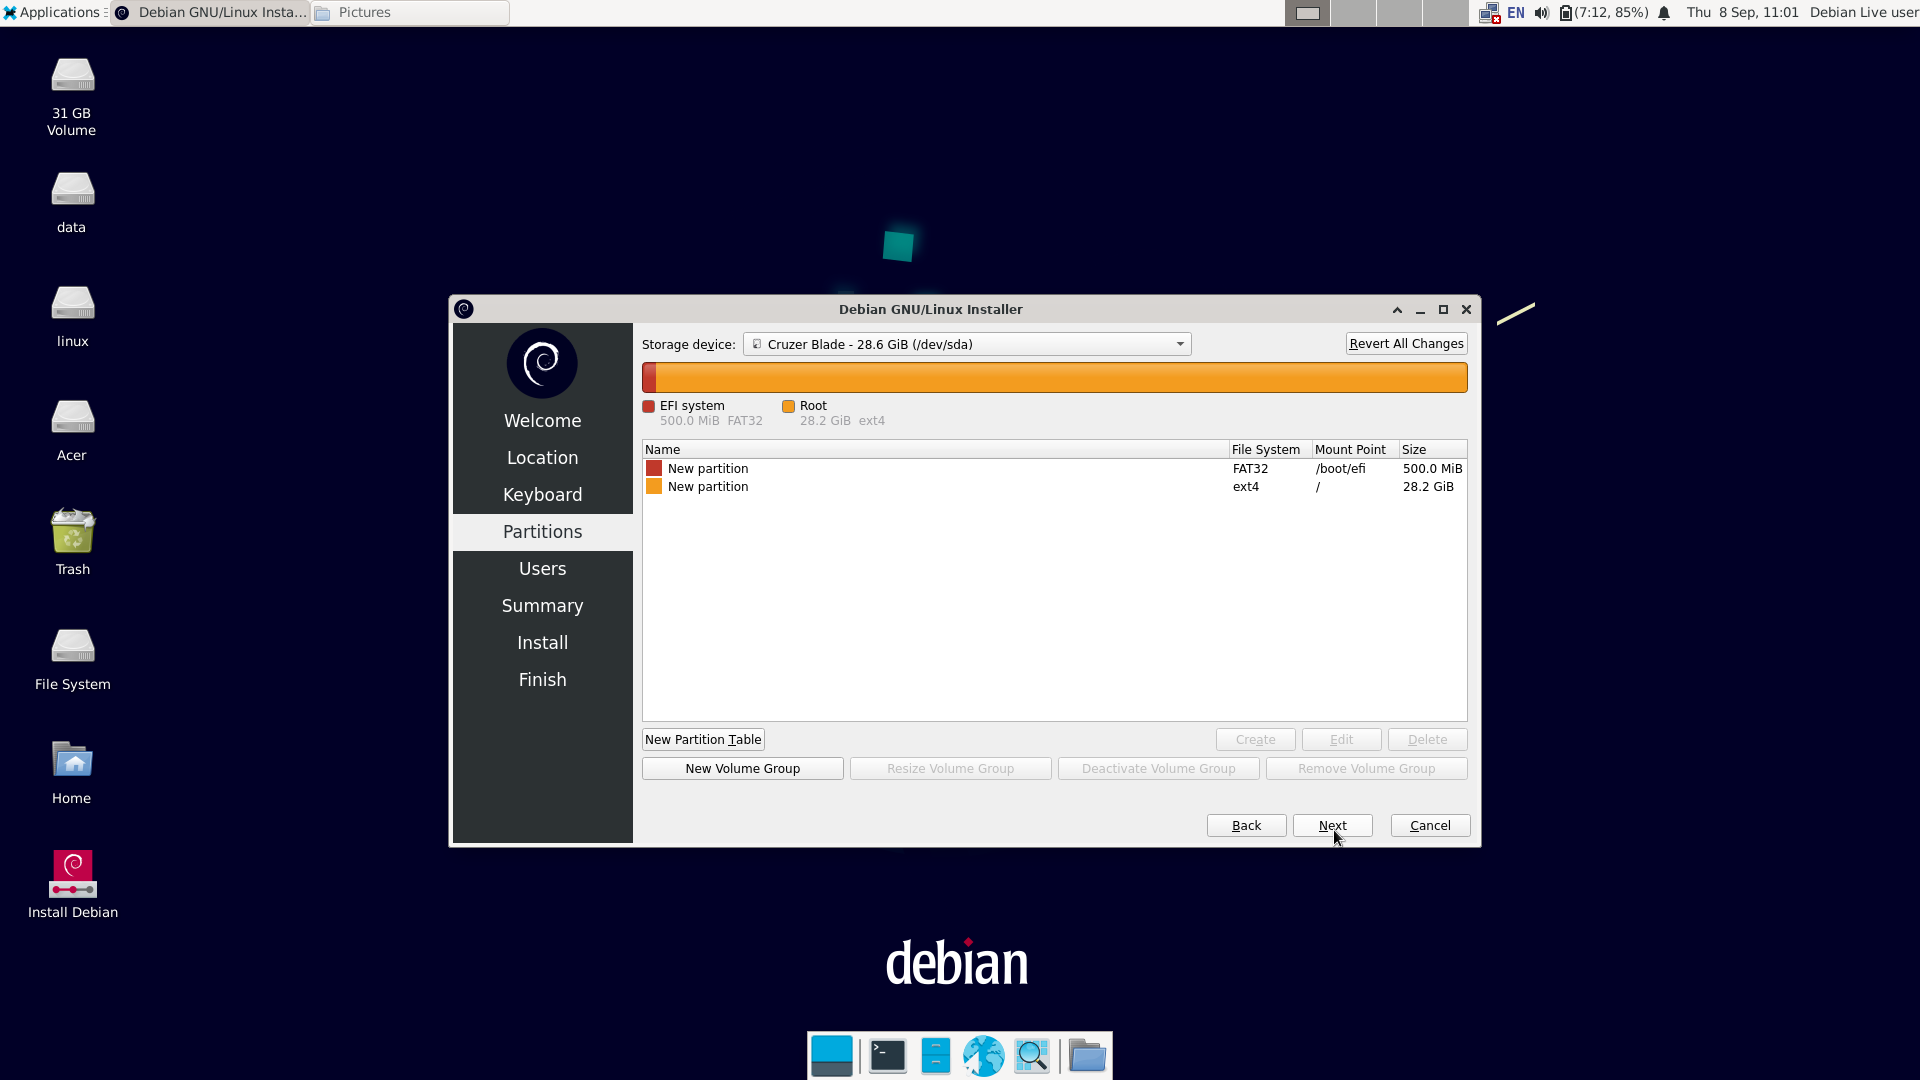 Applications
Debian GNU/Linux Insta...
Pictures
EN
(7:12, 85%)
Thu  8 Sep, 11:01
Debian Live user
31 GB
Volume
data
linux
Acer
Trash
File System
Home
Install Debian
Debian GNU/Linux Installer
Welcome
Location
Keyboard
Partitions
Users
Summary
Install
Finish
Storage device:
Cruzer Blade - 28.6 GiB (/dev/sda)
Revert All Changes
EFI system
500.0 MiB  FAT32
Root
28.2 GiB  ext4
Name File System Mount Point Size
New partition FAT32 /boot/efi 500.0 MiB
New partition ext4 / 28.2 GiB
New Partition Table
Create
Edit
Delete
New Volume Group
Resize Volume Group
Deactivate Volume Group
Remove Volume Group
Back
Next
Cancel
debian